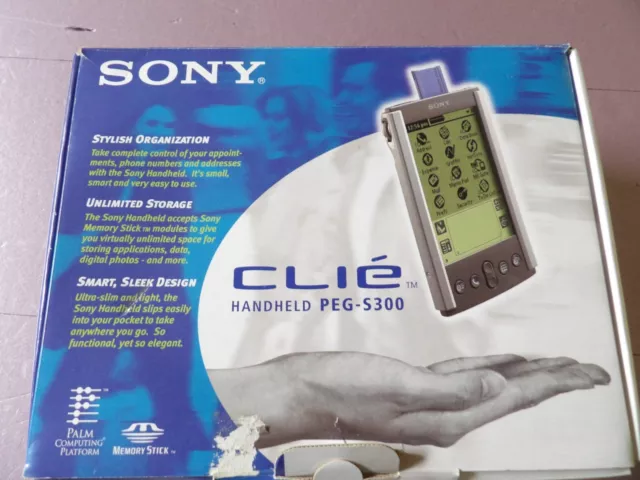 SONY®
STYLISH ORGANIZATION
Take complete control of your appoint-
ments, phone numbers and addresses
with the Sony Handheld. It's small,
smart and very easy to use.
UNLIMITED STORAGE
The Sony Handheld accepts Sony
Memory Stick™ modules to give
you virtually unlimited space for
storing applications, data,
digital photos - and more.
SMART, SLEEK DESIGN
Ultra-slim and light, the
Sony Handheld slips easily
into your pocket to take
anywhere you go. So
functional, yet so elegant.
SONY
CLIÉ™
HANDHELD PEG-S300
PALM
COMPUTING®
PLATFORM
™
MEMORY STICK™